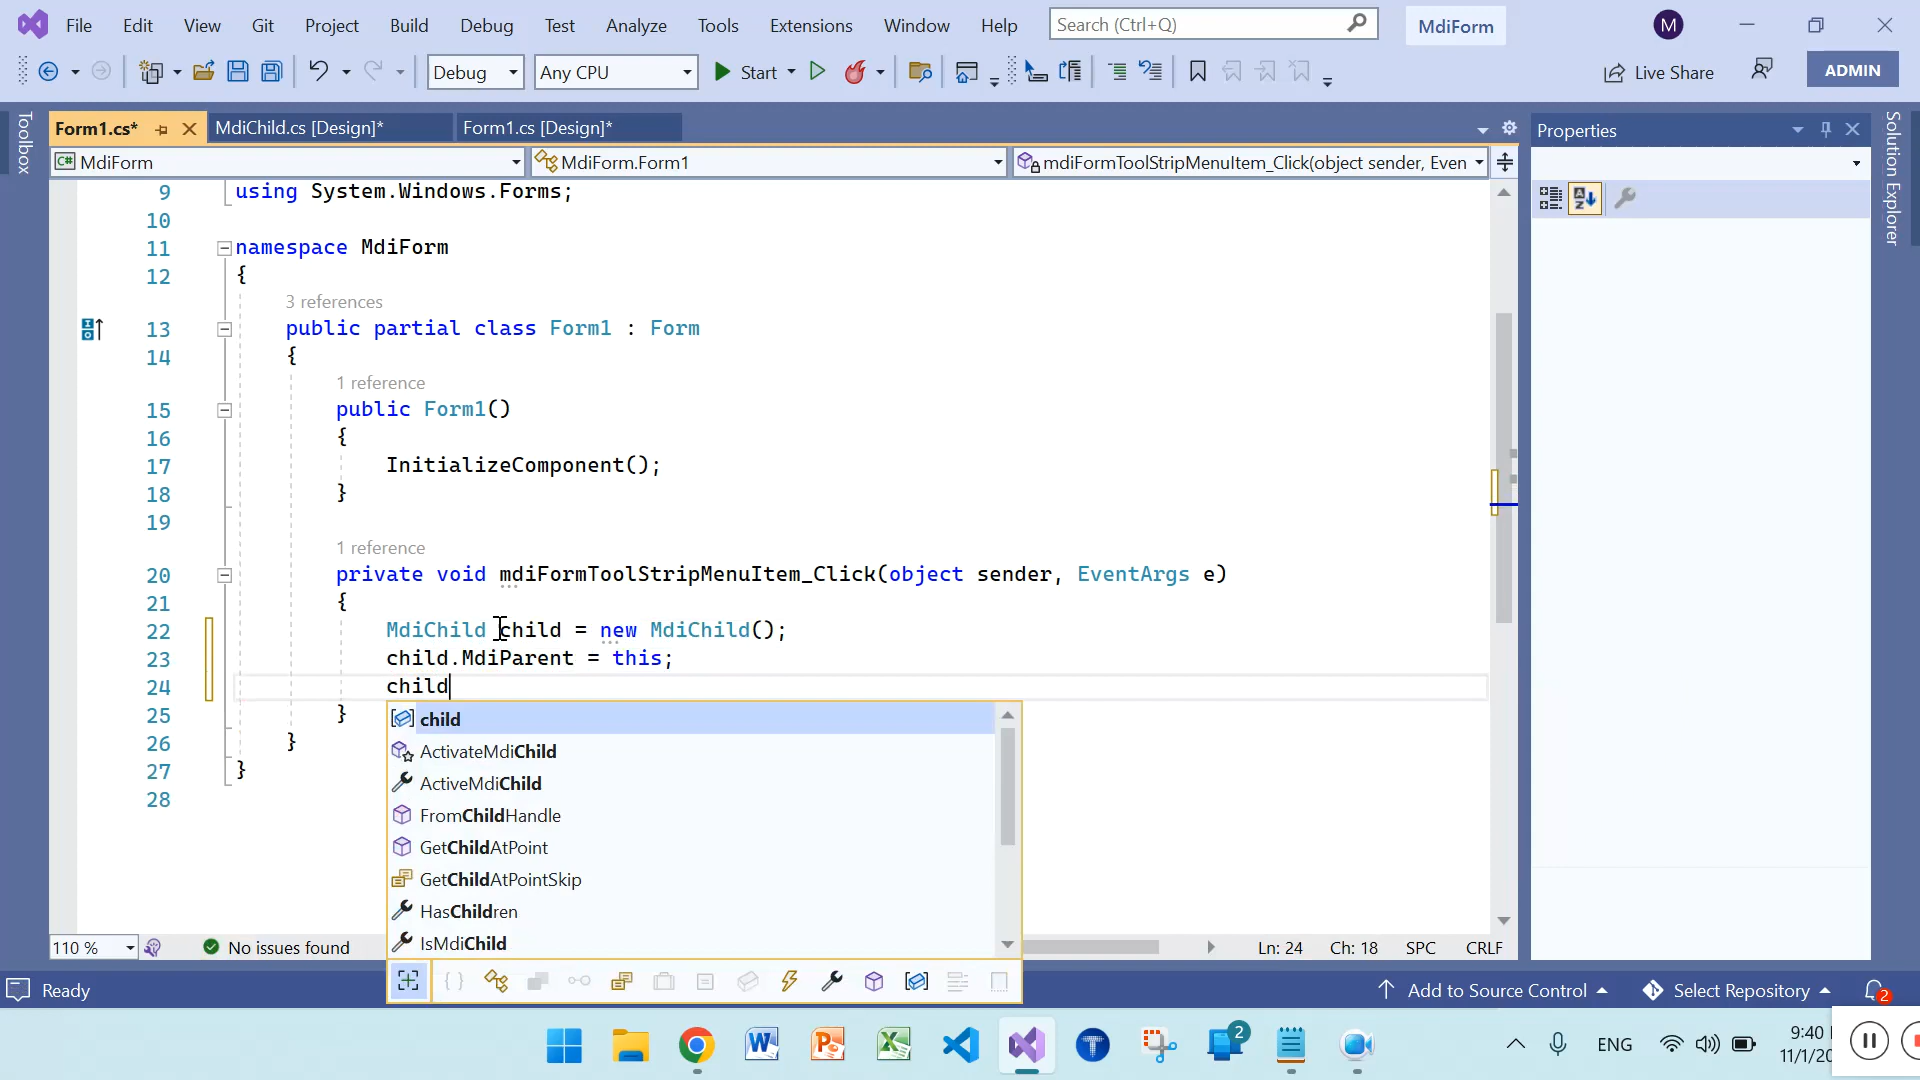 File Edit View Git Project Build Debug Test Analyze Tools Extensions Window Help Search (Ctrl+Q) MdiForm M
Debug Any CPU Start Live Share ADMIN
Toolbox
Form1.cs* MdiChild.cs [Design]* Form1.cs [Design]*
C# MdiForm MdiForm.Form1 mdiFormToolStripMenuItem_Click(object sender, Even
9 using System.Windows.Forms;
10
11 namespace MdiForm
12 {
3 references
13 public partial class Form1 : Form
14 {
1 reference
15 public Form1()
16 {
17 InitializeComponent();
18 }
19
1 reference
20 private void mdiFormToolStripMenuItem_Click(object sender, EventArgs e)
21 {
22 MdiChild child = new MdiChild();
23 child.MdiParent = this;
24 child
25 }
26 }
27 }
28
child
ActivateMdiChild
ActiveMdiChild
FromChildHandle
GetChildAtPoint
GetChildAtPointSkip
HasChildren
IsMdiChild
110 % No issues found Ln: 24 Ch: 18 SPC CRLF
Properties
Solution Explorer
Ready Add to Source Control Select Repository 2
2
ENG
9:40
11/1/20